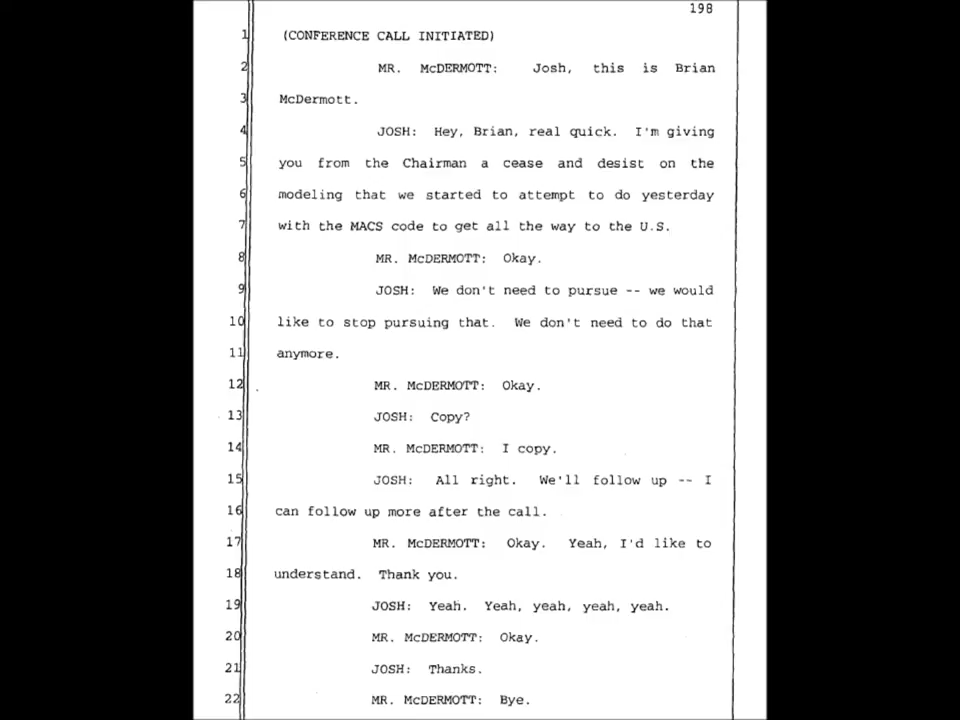 198
1 (CONFERENCE CALL INITIATED)
2 MR. McDERMOTT: Josh, this is Brian
3 McDermott.
4 JOSH: Hey, Brian, real quick. I'm giving
5 you from the Chairman a cease and desist on the
6 modeling that we started to attempt to do yesterday
7 with the MACS code to get all the way to the U.S.
8 MR. McDERMOTT: Okay.
9 JOSH: We don't need to pursue -- we would
10 like to stop pursuing that. We don't need to do that
11 anymore.
12 MR. McDERMOTT: Okay.
13 JOSH: Copy?
14 MR. McDERMOTT: I copy.
15 JOSH: All right. We'll follow up -- I
16 can follow up more after the call.
17 MR. McDERMOTT: Okay. Yeah, I'd like to
18 understand. Thank you.
19 JOSH: Yeah. Yeah, yeah, yeah, yeah.
20 MR. McDERMOTT: Okay.
21 JOSH: Thanks.
22 MR. McDERMOTT: Bye.